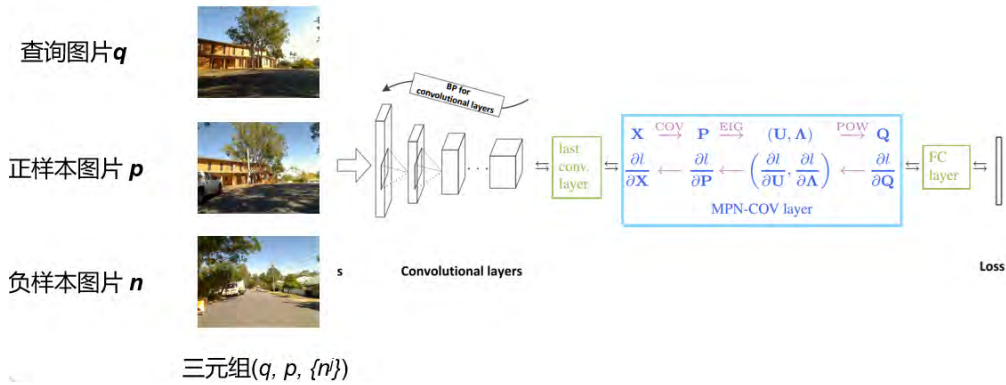 查询图片q
正样本图片 p
负样本图片 n
三元组(q, p, {nʲ})
BP for
convolutional layers
s
Convolutional layers
last
conv.
layer
X COV→ P EIG→ (U, Λ) POW→ Q
∂l/∂X ← ∂l/∂P ← (∂l/∂U, ∂l/∂Λ) ← ∂l/∂Q
MPN-COV layer
FC
layer
Loss